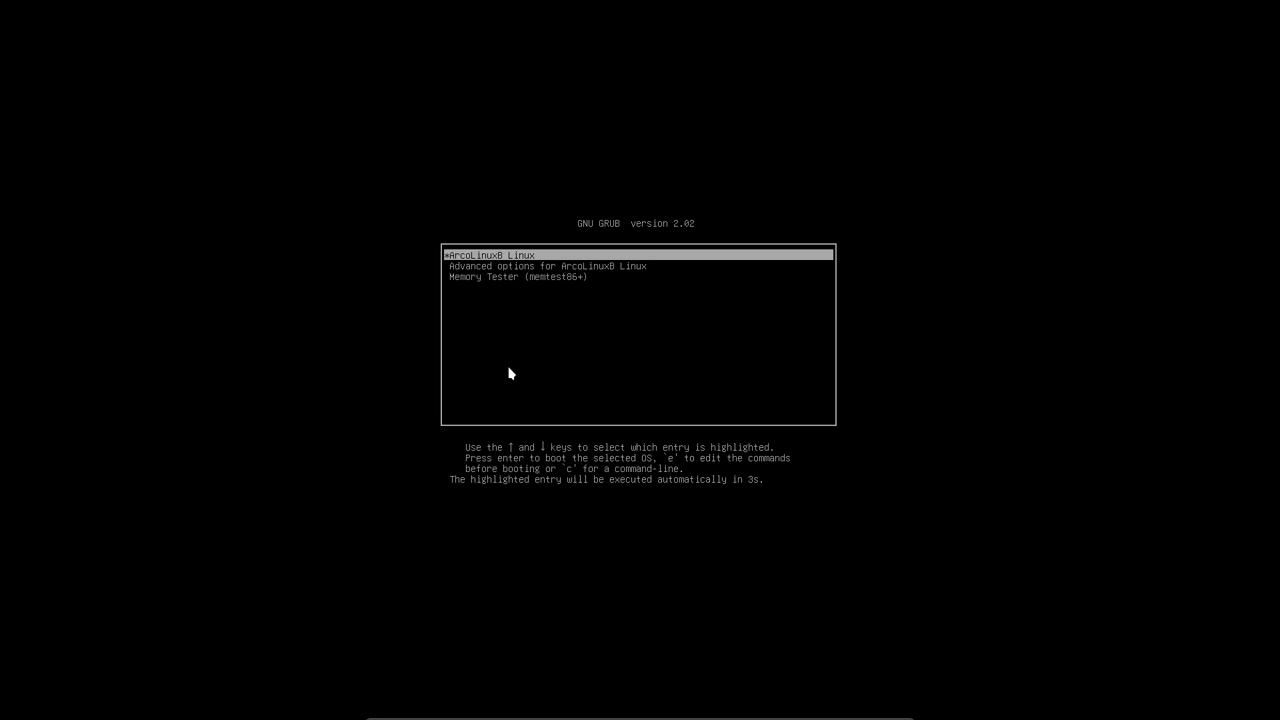 GNU GRUB  version 2.02
*ArcoLinuxB Linux
Advanced options for ArcoLinuxB Linux
Memory Tester (memtest86+)
Use the ↑ and ↓ keys to select which entry is highlighted.
Press enter to boot the selected OS, `e' to edit the commands
before booting or `c' for a command-line.
The highlighted entry will be executed automatically in 3s.